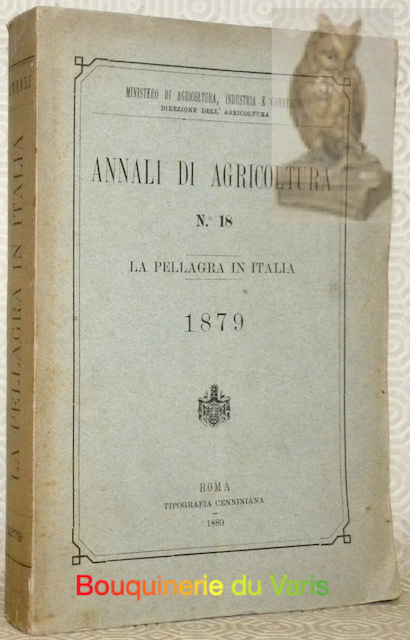 MINISTERO DI AGRICOLTURA, INDUSTRIA E COMMERCIO
DIREZIONE DELL' AGRICOLTURA
ANNALI DI AGRICOLTURA
N.º 18
LA PELLAGRA IN ITALIA
1879
ROMA
TIPOGRAFIA CENNINIANA
1880
LA PELLAGRA IN ITALIA
1879
Bouquinerie du Varis